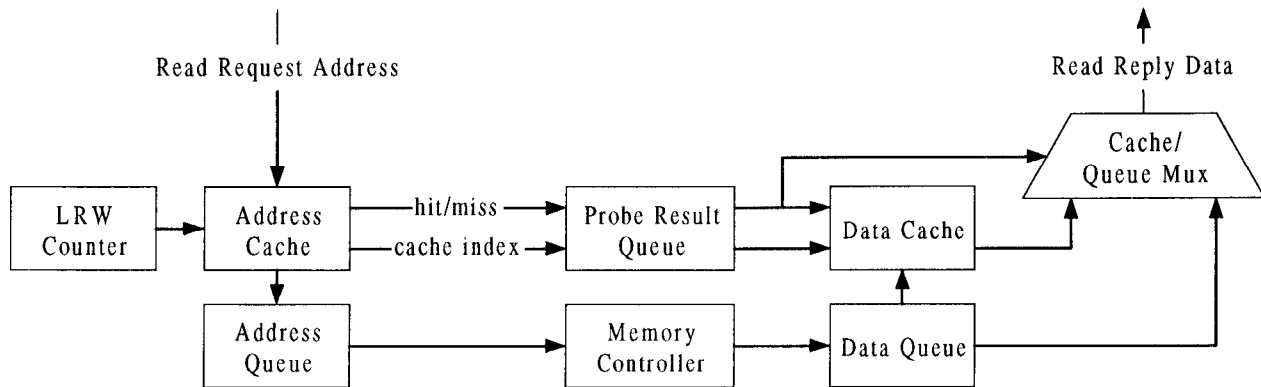 Read Request Address
Read Reply Data
Cache/
Queue Mux
LRW
Counter
Address
Cache
hit/miss
cache index
Probe Result
Queue
Data Cache
Address
Queue
Memory
Controller
Data Queue